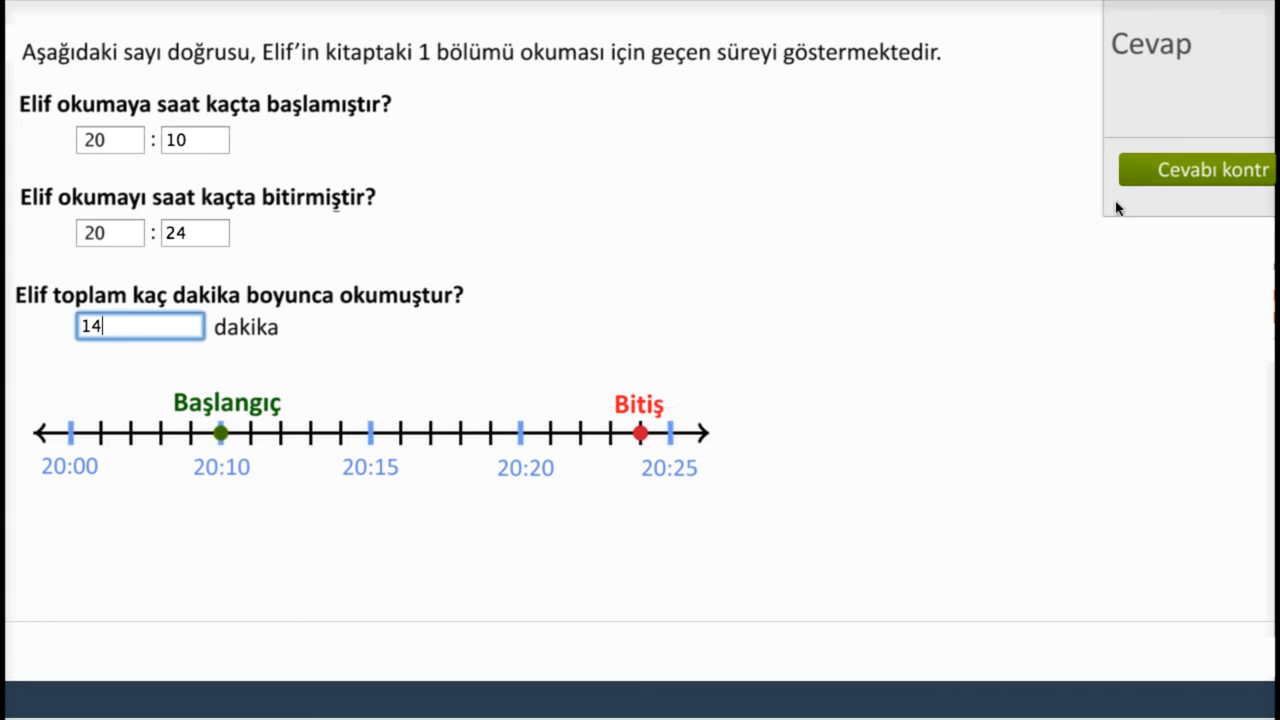 Aşağıdaki sayı doğrusu, Elif’in kitaptaki 1 bölümü okuması için geçen süreyi göstermektedir.
Cevap
Elif okumaya saat kaçta başlamıştır?
20 : 10
Cevabı kontr
Elif okumayı saat kaçta bitirmiştir?
20 : 24
Elif toplam kaç dakika boyunca okumuştur?
14 dakika
Başlangıç Bitiş
20:00 20:10 20:15 20:20 20:25